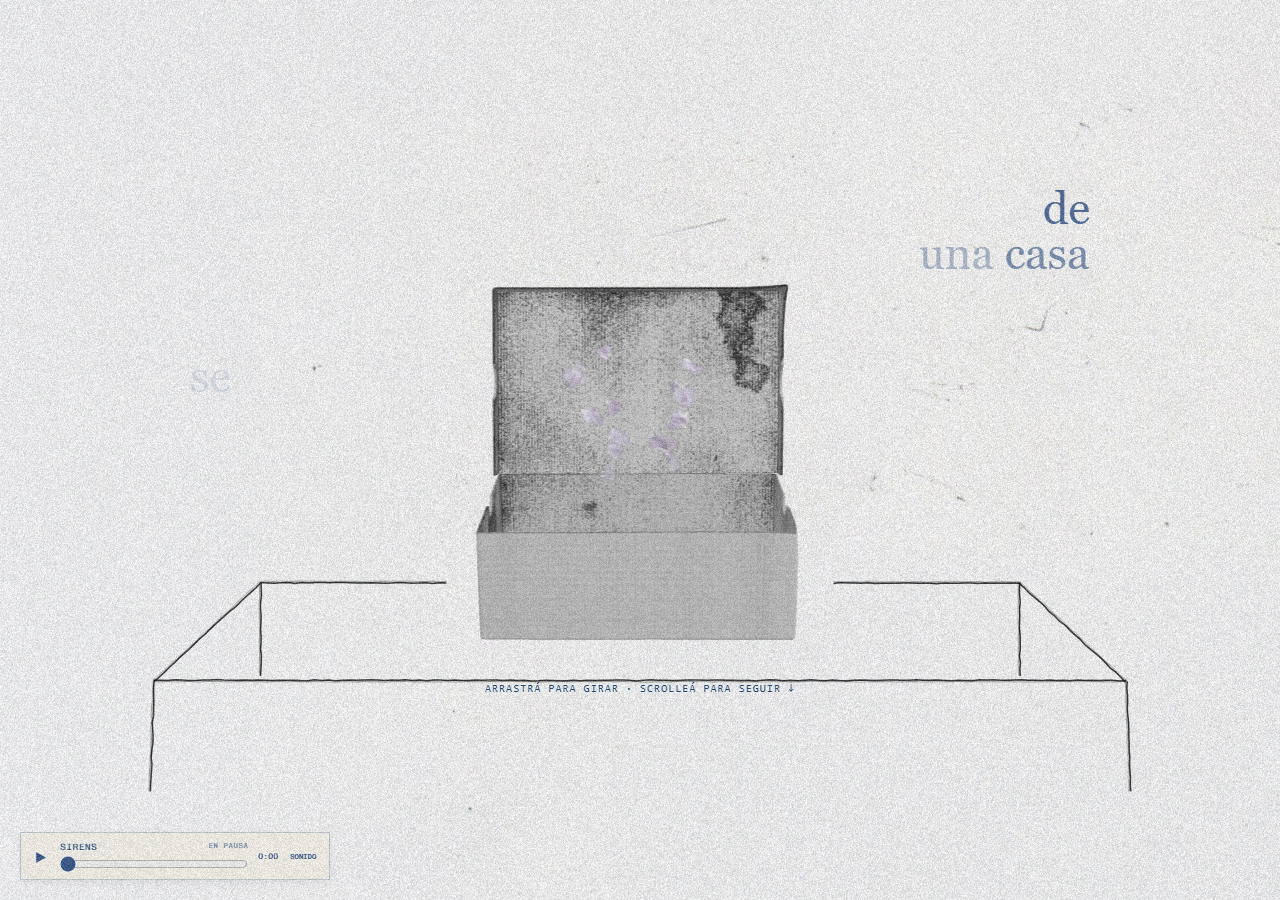 de
una casa
se
ARRASTRÁ PARA GIRAR · SCROLLEÁ PARA SEGUIR ↓
SIRENS
EN PAUSA
0:00
SONIDO